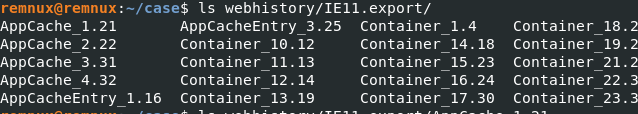 remnux@remnux:~/case$ ls webhistory/IE11.export/
AppCache_1.21 AppCacheEntry_3.25 Container_1.4 Container_18.2
AppCache_2.22 Container_10.12 Container_14.18 Container_19.2
AppCache_3.31 Container_11.13 Container_15.23 Container_21.2
AppCache_4.32 Container_12.14 Container_16.24 Container_22.3
AppCacheEntry_1.16 Container_13.19 Container_17.30 Container_23.3